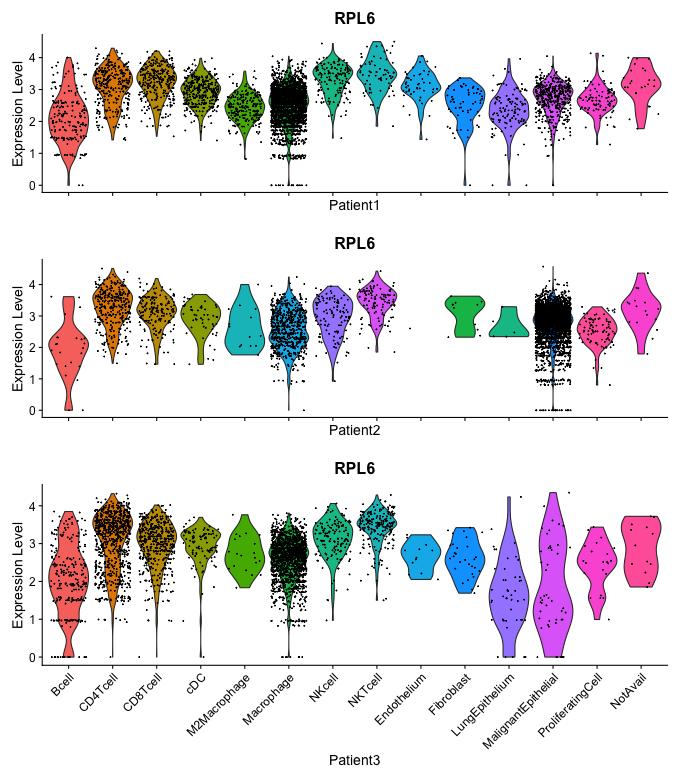 RPL6
Expression Level
4
3
2
1
0
Patient1
RPL6
Expression Level
4
3
2
1
0
Patient2
RPL6
Expression Level
4
3
2
1
0
Bcell
CD4Tcell
CD8Tcell
cDC
M2Macrophage
Macrophage
NKcell
NKTcell
Endothelium
Fibroblast
LungEpithelium
MalignantEpithelial
ProliferatingCell
NotAvail
Patient3